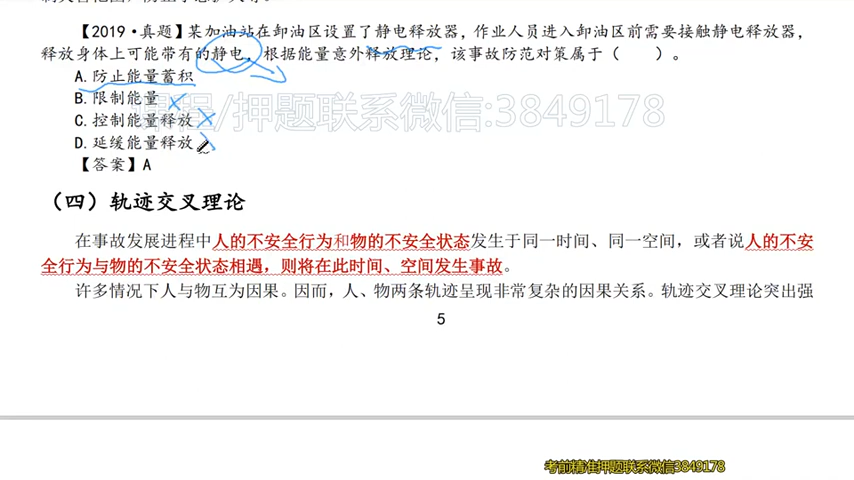 【2019·真题】某加油站在卸油区设置了静电释放器，作业人员进入卸油区前需要接触静电释放器，
释放身体上可能带有的静电，根据能量意外释放理论，该事故防范对策属于（　　）。
A. 防止能量蓄积
B. 限制能量
C. 控制能量释放
D. 延缓能量释放
【答案】A
课程/押题联系微信:3849178
（四）轨迹交叉理论
在事故发展进程中人的不安全行为和物的不安全状态发生于同一时间、同一空间，或者说人的不安
全行为与物的不安全状态相遇，则将在此时间、空间发生事故。
许多情况下人与物互为因果。因而，人、物两条轨迹呈现非常复杂的因果关系。轨迹交叉理论突出强
5
考前精准押题联系微信3849178